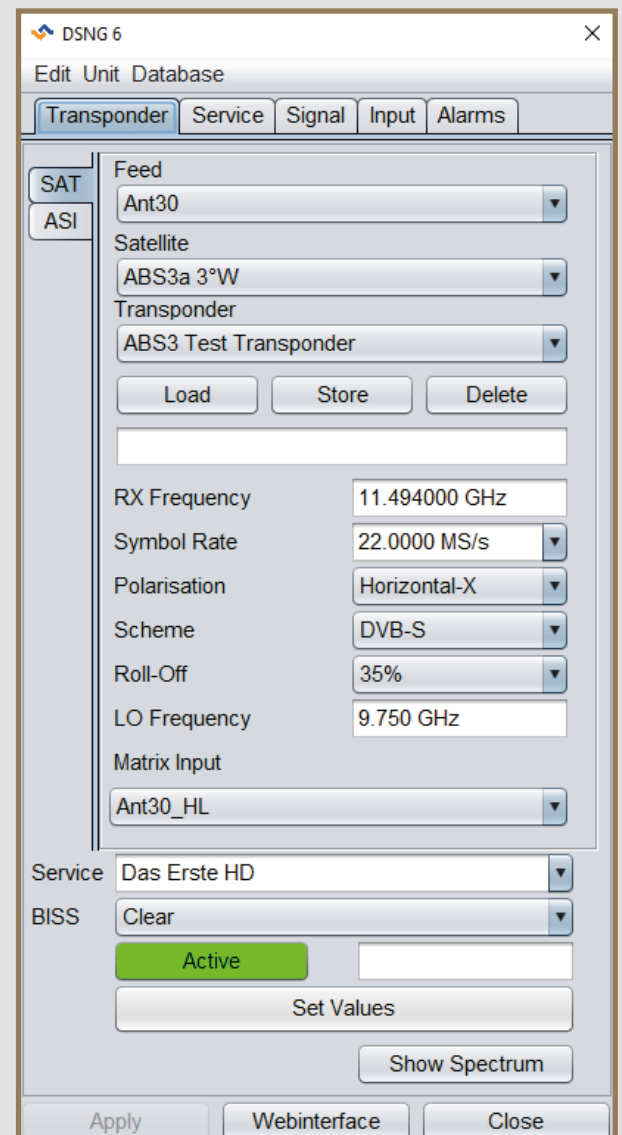 DSNG 6
Edit Unit Database
Transponder Service Signal Input Alarms
SAT
ASI
Feed
Ant30
Satellite
ABS3a 3°W
Transponder
ABS3 Test Transponder
Load Store Delete
RX Frequency 11.494000 GHz
Symbol Rate 22.0000 MS/s
Polarisation Horizontal-X
Scheme DVB-S
Roll-Off 35%
LO Frequency 9.750 GHz
Matrix Input
Ant30_HL
Service Das Erste HD
BISS Clear
Active
Set Values
Show Spectrum
Apply Webinterface Close